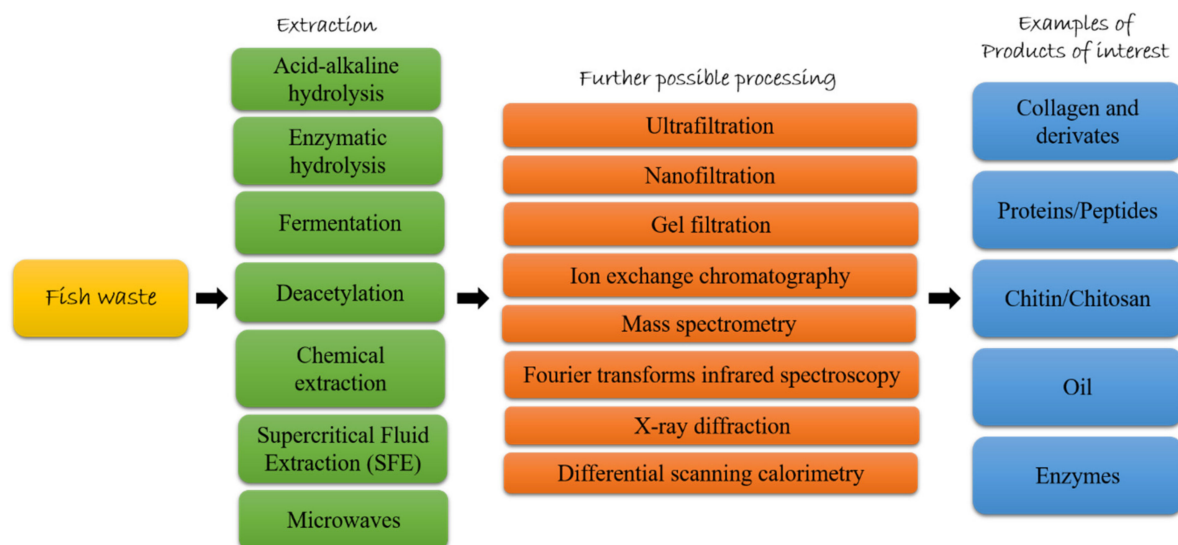 Fish waste
Extraction
Acid-alkaline
hydrolysis
Enzymatic
hydrolysis
Fermentation
Deacetylation
Chemical
extraction
Supercritical Fluid
Extraction (SFE)
Microwaves
Further possible processing
Ultrafiltration
Nanofiltration
Gel filtration
Ion exchange chromatography
Mass spectrometry
Fourier transforms infrared spectroscopy
X-ray diffraction
Differential scanning calorimetry
Examples of
Products of interest
Collagen and
derivates
Proteins/Peptides
Chitin/Chitosan
Oil
Enzymes